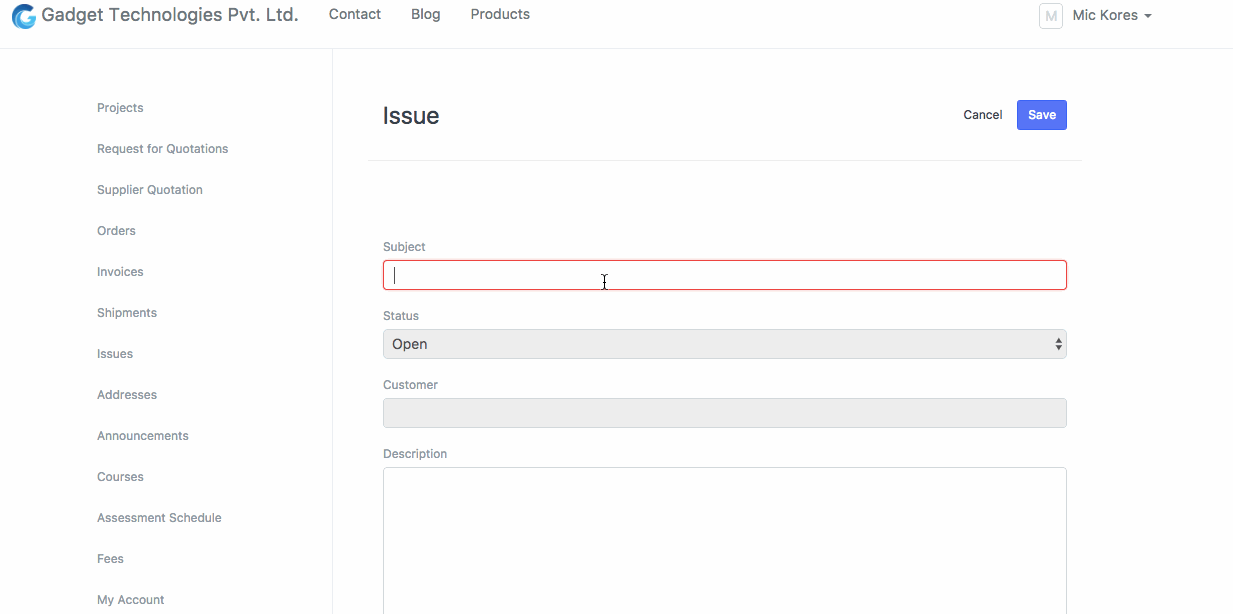 Gadget Technologies Pvt. Ltd. Contact Blog Products M Mic Kores
Projects
Request for Quotations
Supplier Quotation
Orders
Invoices
Shipments
Issues
Addresses
Announcements
Courses
Assessment Schedule
Fees
My Account
Issue Cancel Save
Subject
Status
Open
Customer
Description